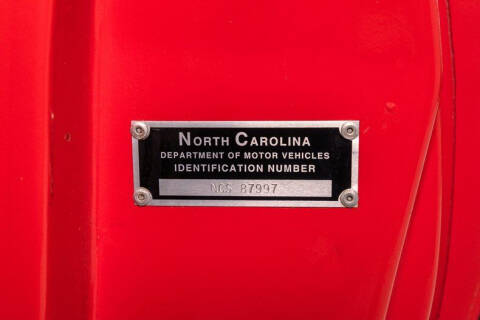 NORTH CAROLINA
DEPARTMENT OF MOTOR VEHICLES
IDENTIFICATION NUMBER
NCS 87997